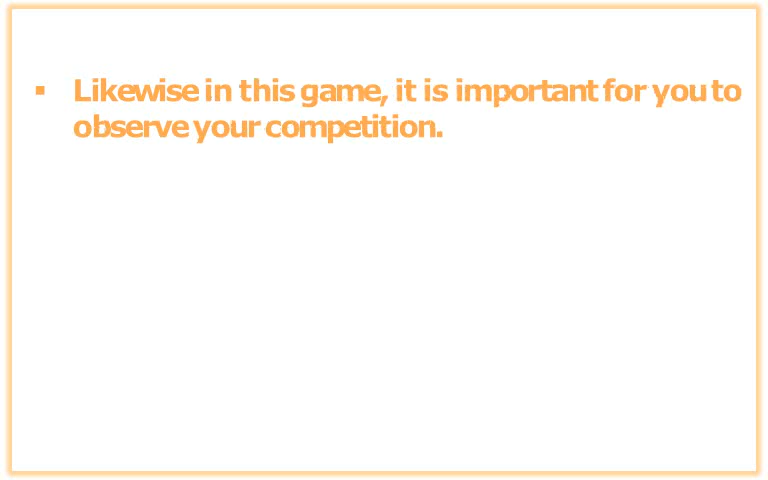 ▪ Likewise in this game, it is important for you to
observe your competition.